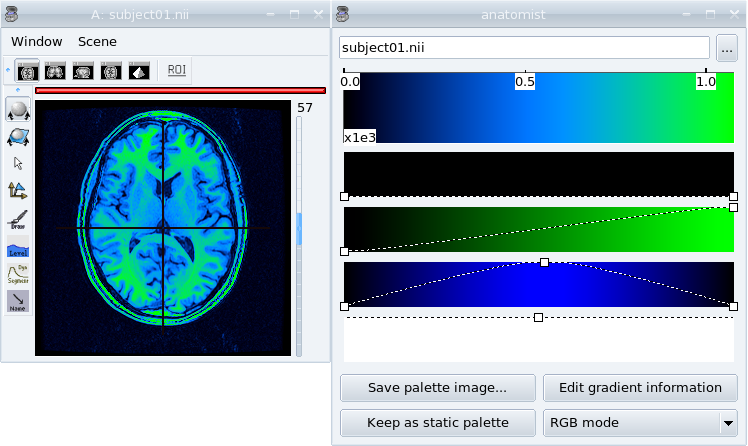 A: subject01.nii
Window Scene
ROI
57
Draw
Level
Dyn
Segment
Name
anatomist
subject01.nii
...
0.0 0.5 1.0
x1e3
Save palette image...
Edit gradient information
Keep as static palette
RGB mode